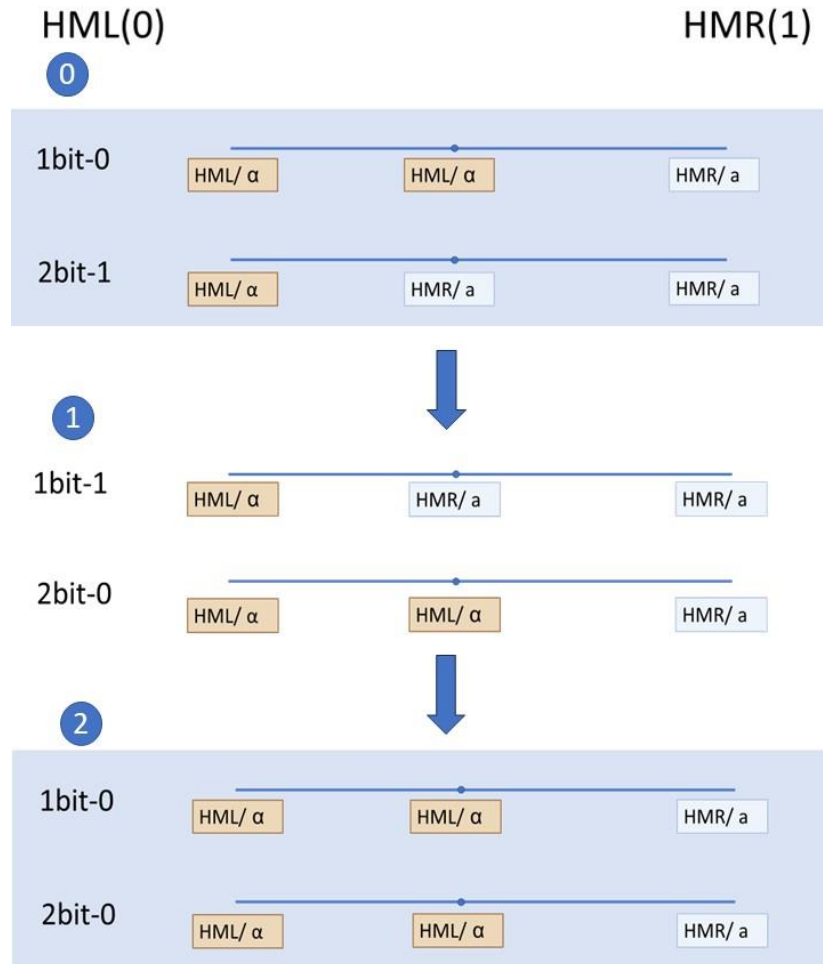 HML(0) HMR(1)
0
1bit-0
HML/ α HML/ α HMR/ a
2bit-1
HML/ α HMR/ a HMR/ a
1
1bit-1
HML/ α HMR/ a HMR/ a
2bit-0
HML/ α HML/ α HMR/ a
2
1bit-0
HML/ α HML/ α HMR/ a
2bit-0
HML/ α HML/ α HMR/ a